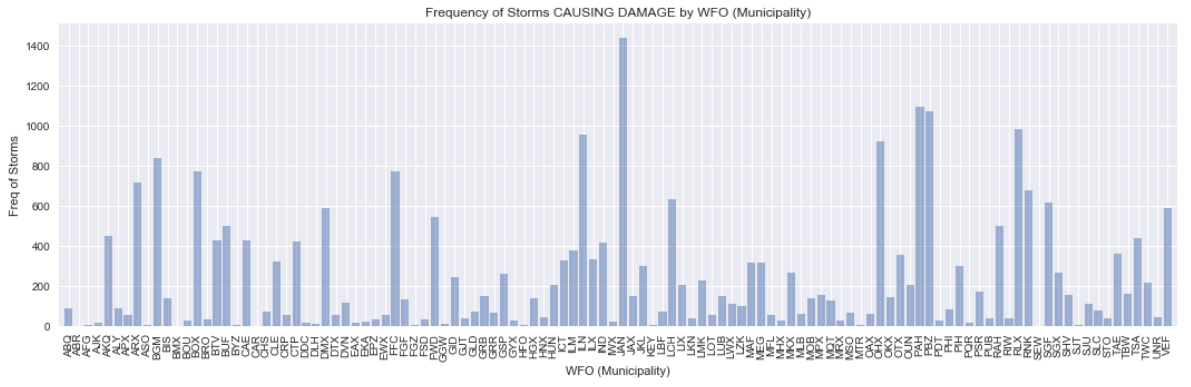 Frequency of Storms CAUSING DAMAGE by WFO (Municipality)
Freq of Storms
1400
1200
1000
800
600
400
200
0
ABQ
ABR
AFG
AJK
AKQ
ALY
APX
ARX
ASO
BGM
BIS
BMX
BOU
BOX
BRO
BTV
BUF
BYZ
CAE
CAR
CHS
CLE
CRP
CTP
DDC
DLH
DMX
DTX
DVN
EAX
EKA
EPZ
EWX
FFC
FGF
FGZ
FSD
FWD
GGW
GID
GJT
GLD
GRB
GRR
GSP
GYX
HFO
HGX
HNX
HUN
ICT
ILM
ILN
ILX
IND
IWX
JAN
JAX
JKL
KEY
LBF
LCH
LIX
LKN
LMK
LOT
LUB
LWX
LZK
MAF
MEG
MFL
MHX
MKX
MLB
MOB
MPX
MQT
MRX
MSO
MTR
OAX
OHX
OKX
OTX
OUN
PAH
PBZ
PDT
PHI
PIH
PQR
PSR
PUB
RAH
RIW
RLX
RNK
SEW
SGF
SGX
SHV
SJT
SJU
SLC
STO
TAE
TBW
TSA
TWC
UNR
VEF
WFO (Municipality)